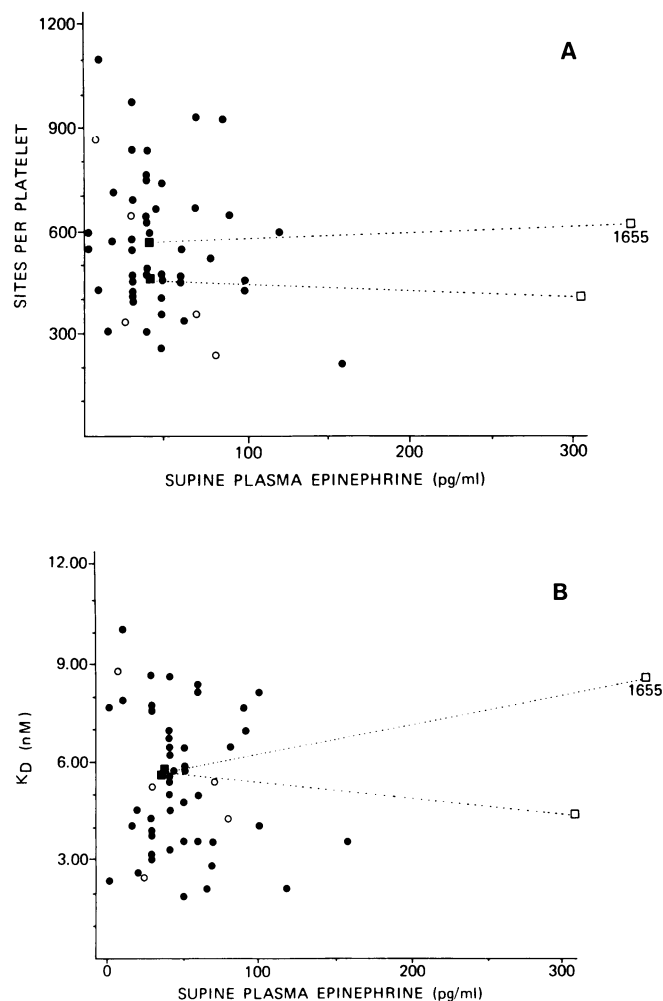 1200
A
900
SITES PER PLATELET
600
1655
300
100
200
300
SUPINE PLASMA EPINEPHRINE (pg/ml)
12.00
B
9.00
1655
KD (nM)
6.00
3.00
0
100
200
300
SUPINE PLASMA EPINEPHRINE (pg/ml)